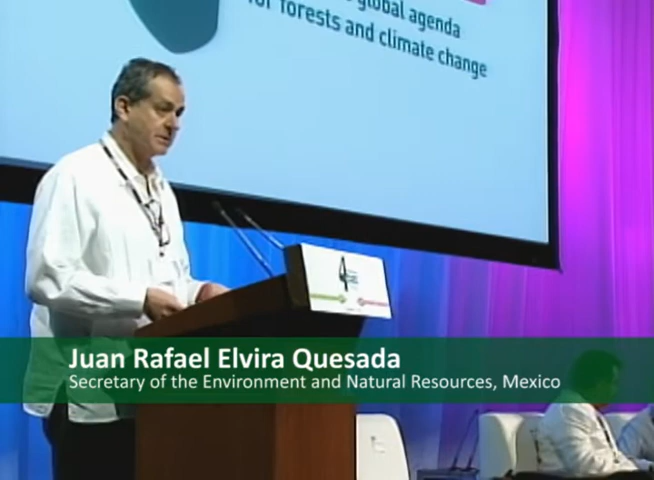 global agenda
for forests and climate change
4
Juan Rafael Elvira Quesada
Secretary of the Environment and Natural Resources, Mexico